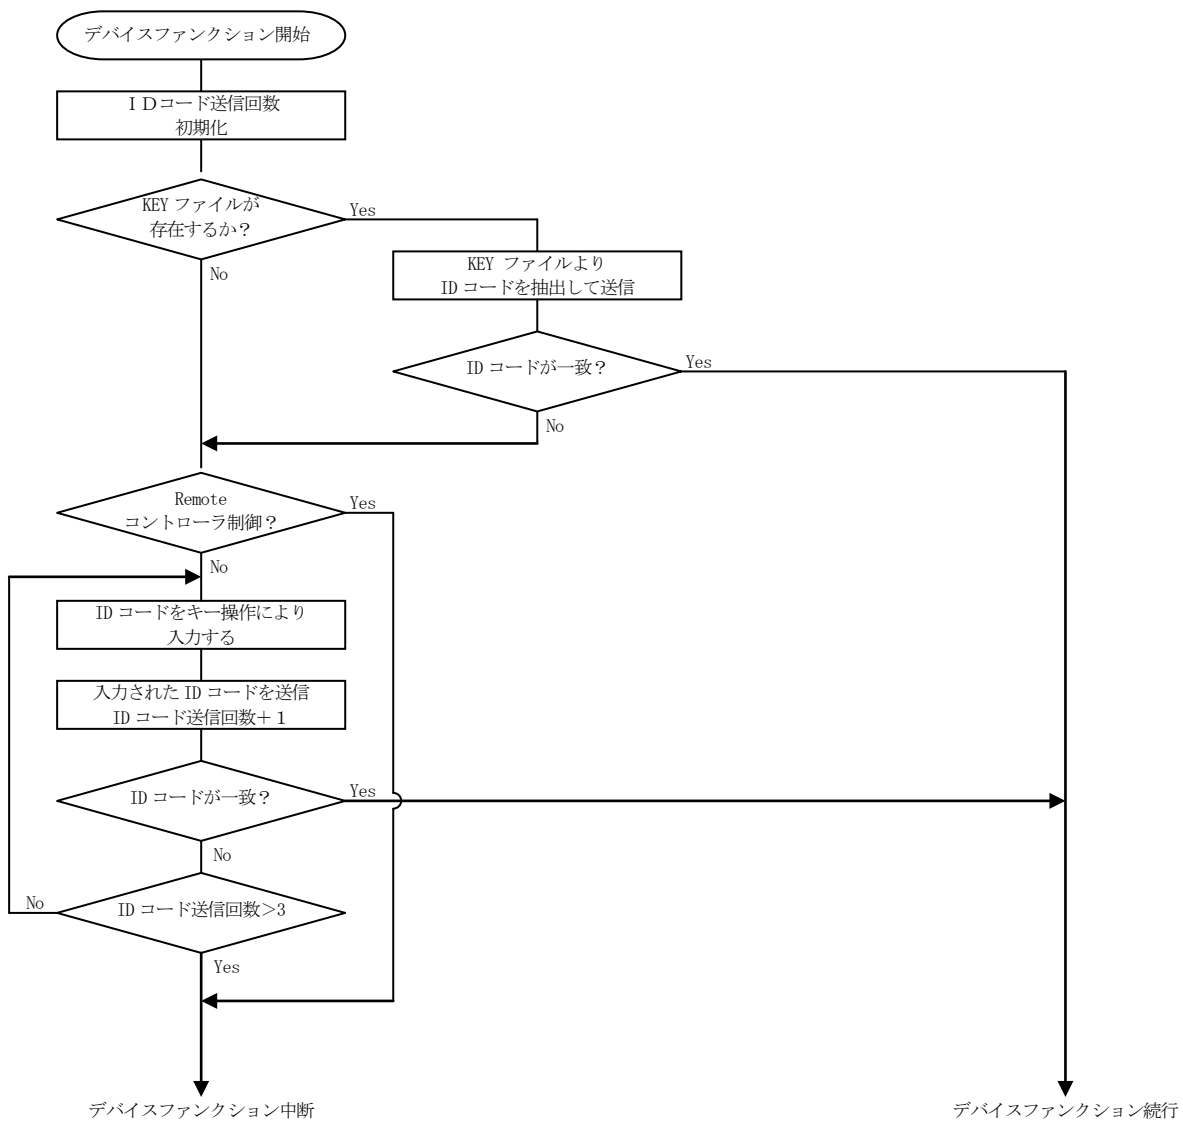 デバイスファンクション開始
ＩＤコード送信回数
初期化
KEY ファイルが
存在するか？
Yes
No
KEY ファイルより
ID コードを抽出して送信
ID コードが一致？
Yes
No
Remote
コントローラ制御？
Yes
No
ID コードをキー操作により
入力する
入力された ID コードを送信
ID コード送信回数＋１
ID コードが一致？
Yes
No
ID コード送信回数＞3
No
Yes
デバイスファンクション中断
デバイスファンクション続行